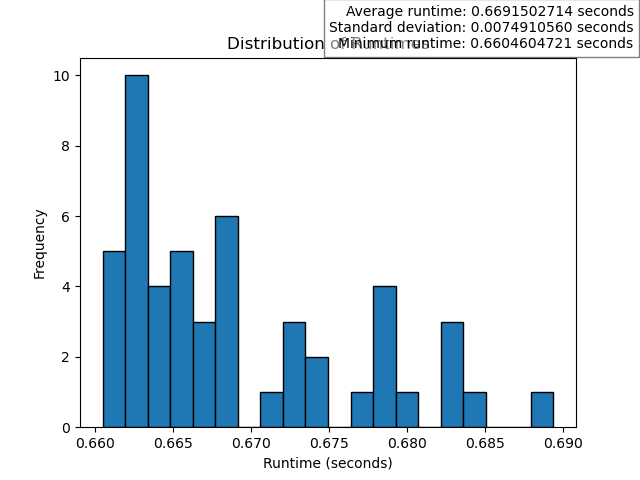 Average runtime: 0.6691502714 seconds
Standard deviation: 0.0074910560 seconds
Minimum runtime: 0.6604604721 seconds
Distribution of Runtimes
10
8
6
4
2
0
Frequency
0.660 0.665 0.670 0.675 0.680 0.685 0.690
Runtime (seconds)